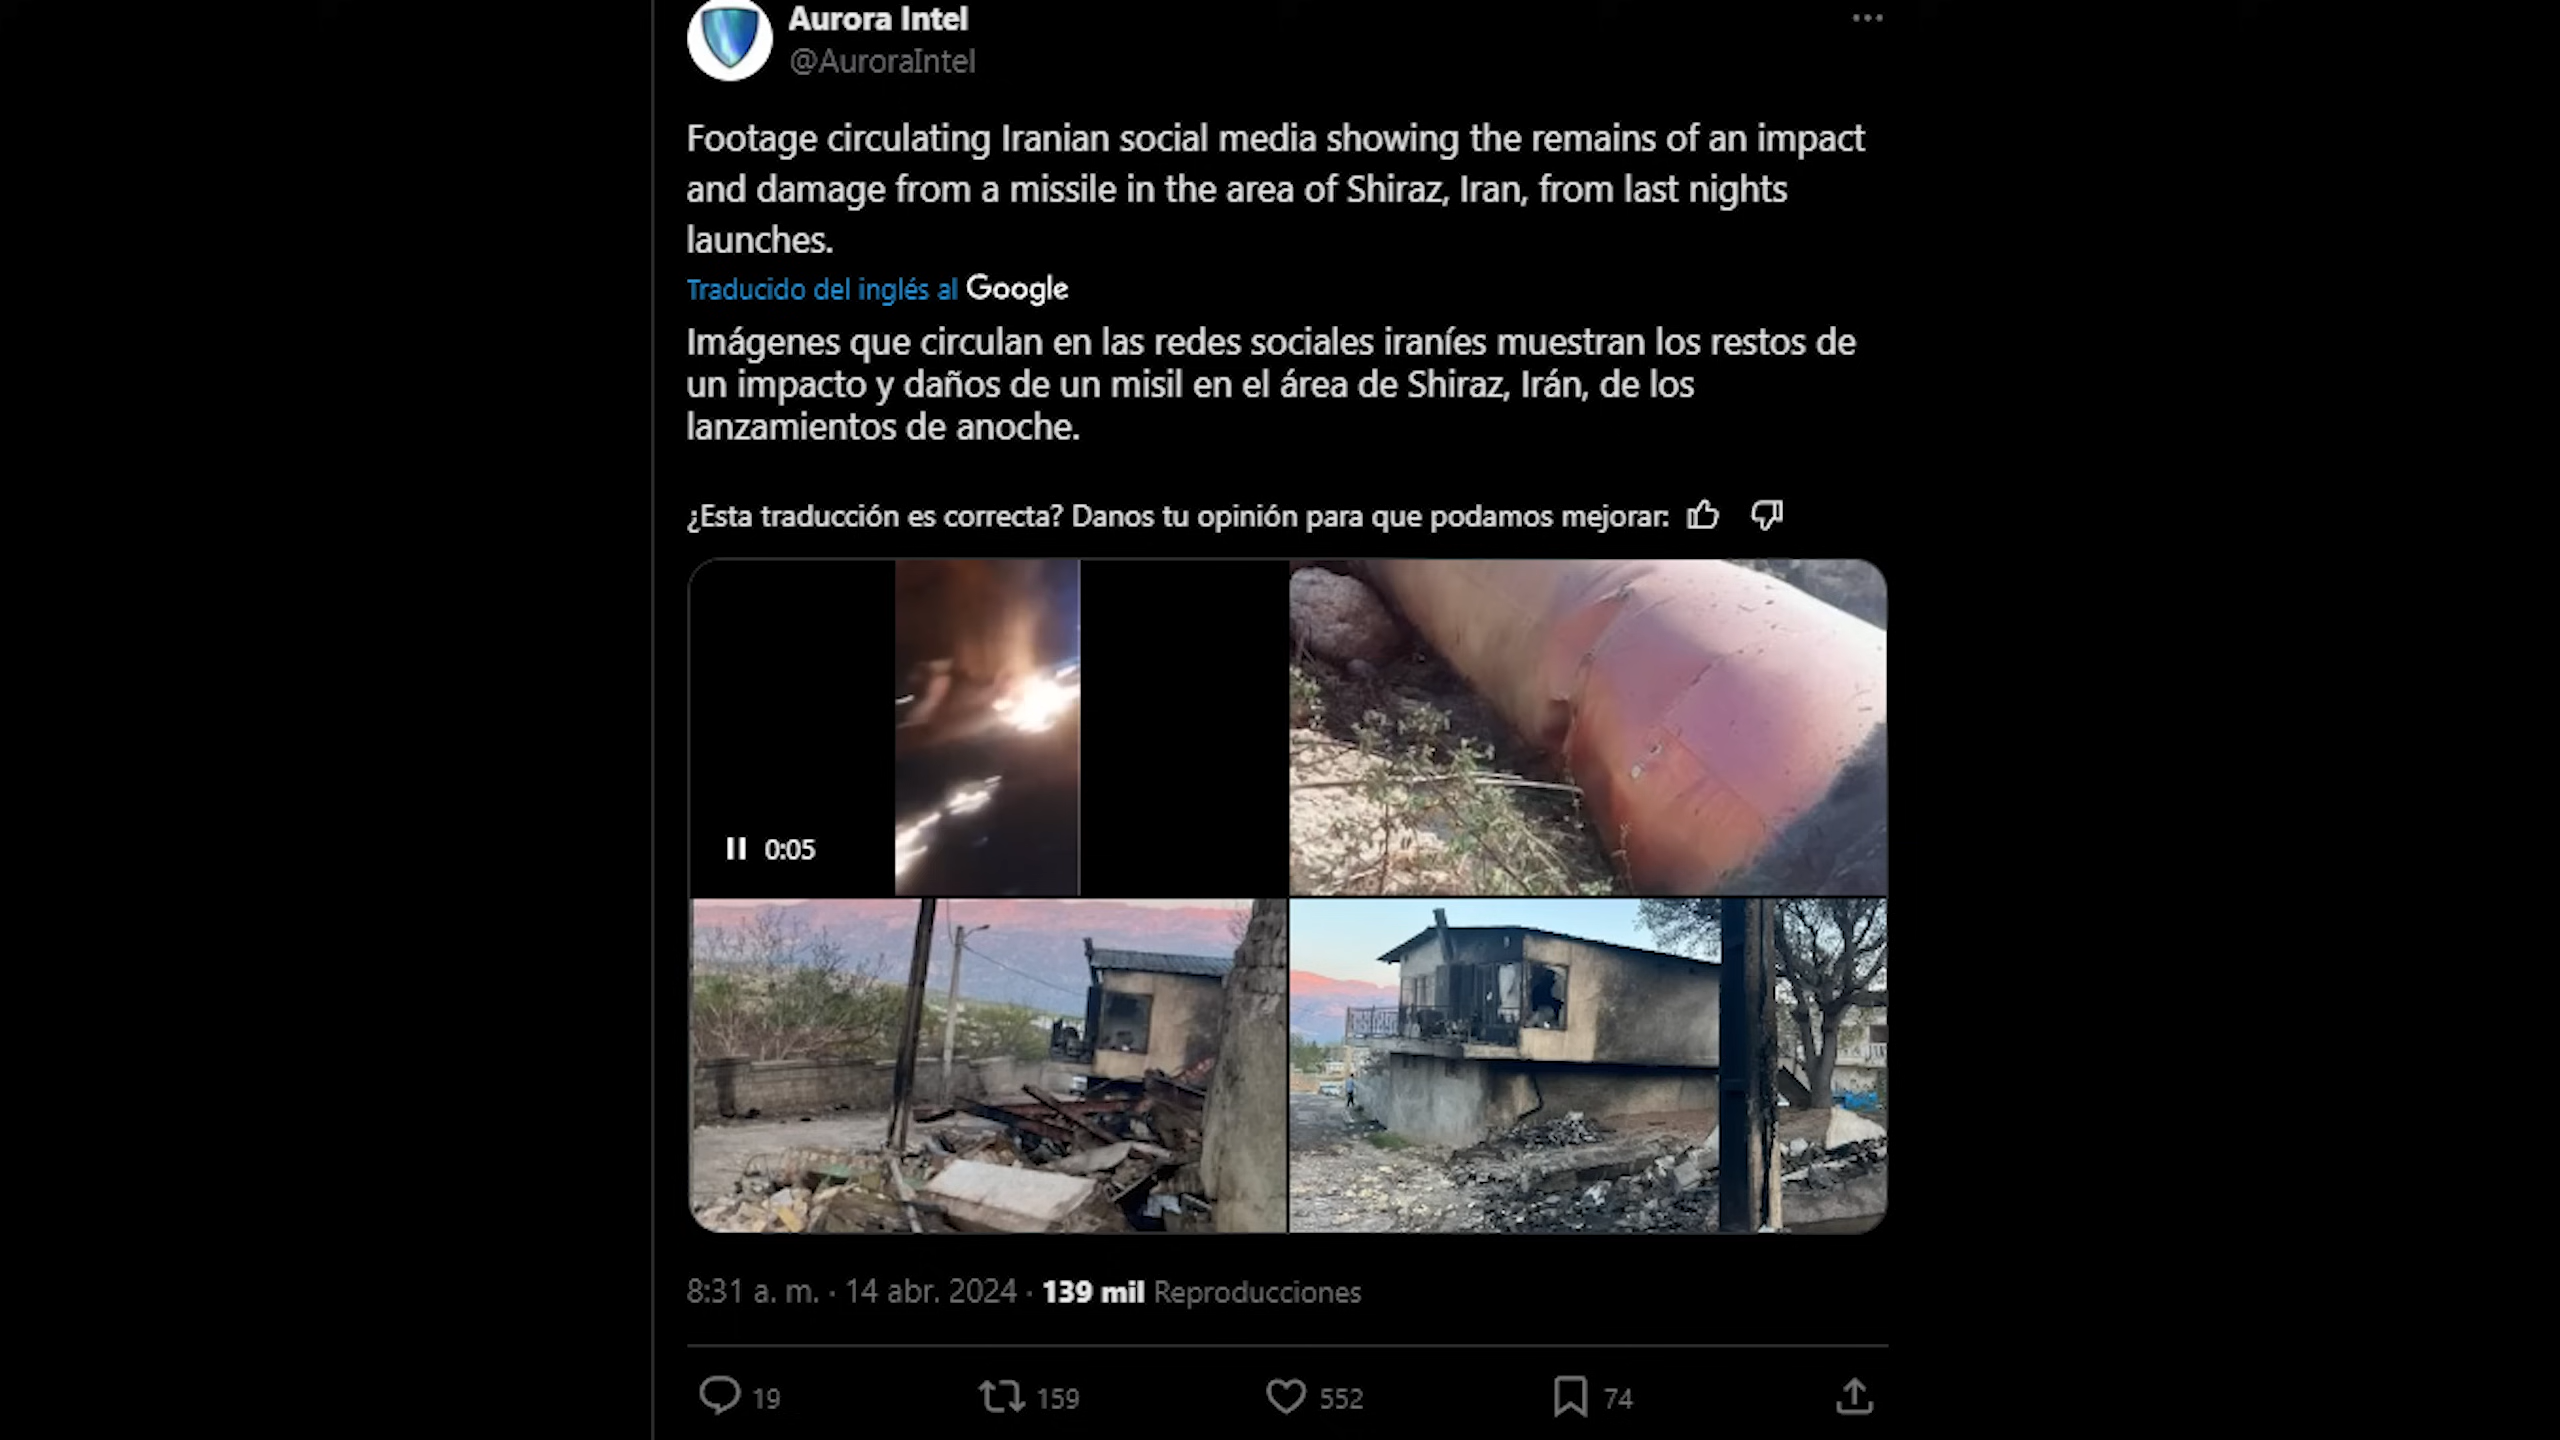 Aurora Intel
@AuroraIntel
Footage circulating Iranian social media showing the remains of an impact
and damage from a missile in the area of Shiraz, Iran, from last nights
launches.
Traducido del inglés al Google
Imágenes que circulan en las redes sociales iraníes muestran los restos de
un impacto y daños de un misil en el área de Shiraz, Irán, de los
lanzamientos de anoche.
¿Esta traducción es correcta? Danos tu opinión para que podamos mejorar:
0:05
8:31 a. m. · 14 abr. 2024 · 139 mil Reproducciones
19 159 552 74